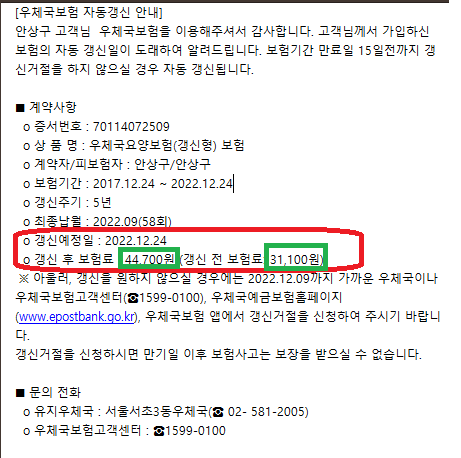 [우체국보험 자동갱신 안내]
안상구 고객님 우체국보험을 이용해주셔서 감사합니다. 고객님께서 가입하신
보험의 자동 갱신일이 도래하여 알려드립니다. 보험기간 만료일 15일전까지 갱
신거절을 하지 않으실 경우 자동 갱신됩니다.
■ 계약사항
o 증서번호 : 70114072509
o 상 품 명 : 우체국요양보험(갱신형) 보험
o 계약자/피보험자 : 안상구/안상구
o 보험기간 : 2017.12.24 ~ 2022.12.24
o 갱신주기 : 5년
o 최종납월 : 2022.09(58회)
o 갱신예정일 : 2022.12.24
o 갱신 후 보험료 : 44,700원 (갱신 전 보험료: 31,100원)
※ 아울러, 갱신을 원하지 않으실 경우에는 2022.12.09까지 가까운 우체국이나
우체국보험고객센터(☎1599-0100), 우체국예금보험홈페이지
(www.epostbank.go.kr), 우체국보험 앱에서 갱신거절을 신청하여 주시기 바랍니
다.
갱신거절을 신청하시면 만기일 이후 보험사고는 보장을 받으실 수 없습니다.
■ 문의 전화
o 유지우체국 : 서울서초3동우체국(☎ 02- 581-2005)
o 우체국보험고객센터 : ☎1599-0100